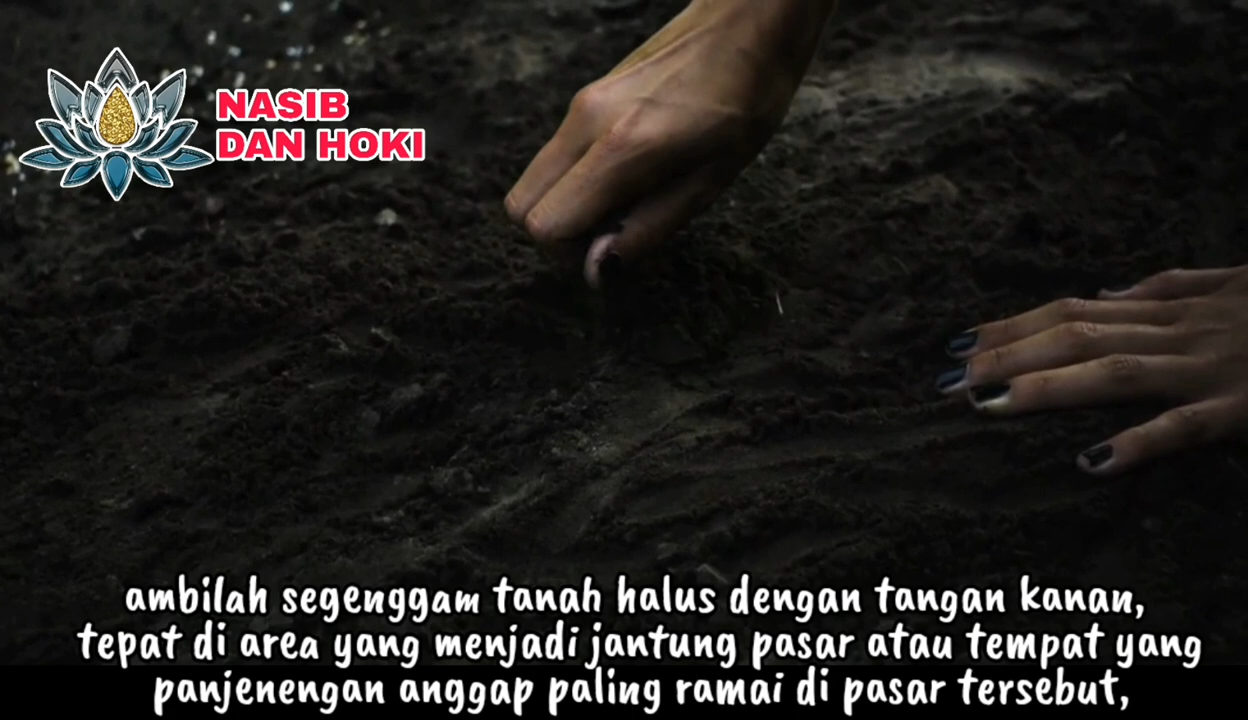 NASIB
DAN HOKI
ambilah segenggam tanah halus dengan tangan kanan,
tepat di area yang menjadi jantung pasar atau tempat yang
panjenengan anggap paling ramai di pasar tersebut,